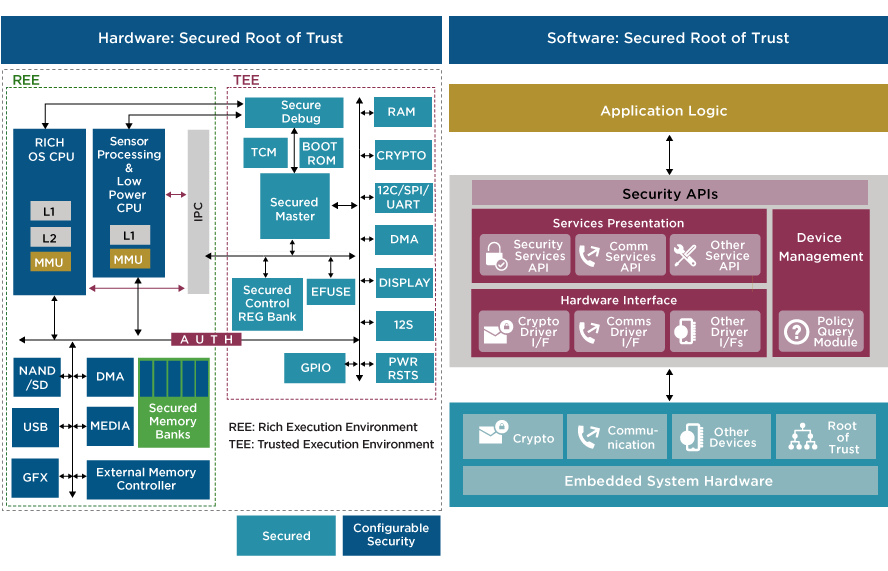 Hardware: Secured Root of Trust
REE
TEE
RICH
OS CPU
L1
L2
MMU
Sensor
Processing
&
Low
Power
CPU
L1
MMU
IPC
Secure
Debug
TCM
BOOT
ROM
Secured
Master
Secured
Control
REG Bank
EFUSE
RAM
CRYPTO
12C/SPI/
UART
DMA
DISPLAY
12S
GPIO
PWR
RSTS
AUTH
NAND
/SD
DMA
USB
MEDIA
GFX
External Memory
Controller
Secured
Memory
Banks
REE: Rich Execution Environment
TEE: Trusted Execution Environment
Secured
Configurable
Security
Software: Secured Root of Trust
Application Logic
Security APIs
Services Presentation
Security
Services
API
Comm
Services
API
Other
Service
API
Hardware Interface
Crypto
Driver
I/F
Comms
Driver
I/F
Other
Driver
I/Fs
Device
Management
Policy
Query
Module
Crypto
Commu-
nication
Other
Devices
Root
of
Trust
Embedded System Hardware